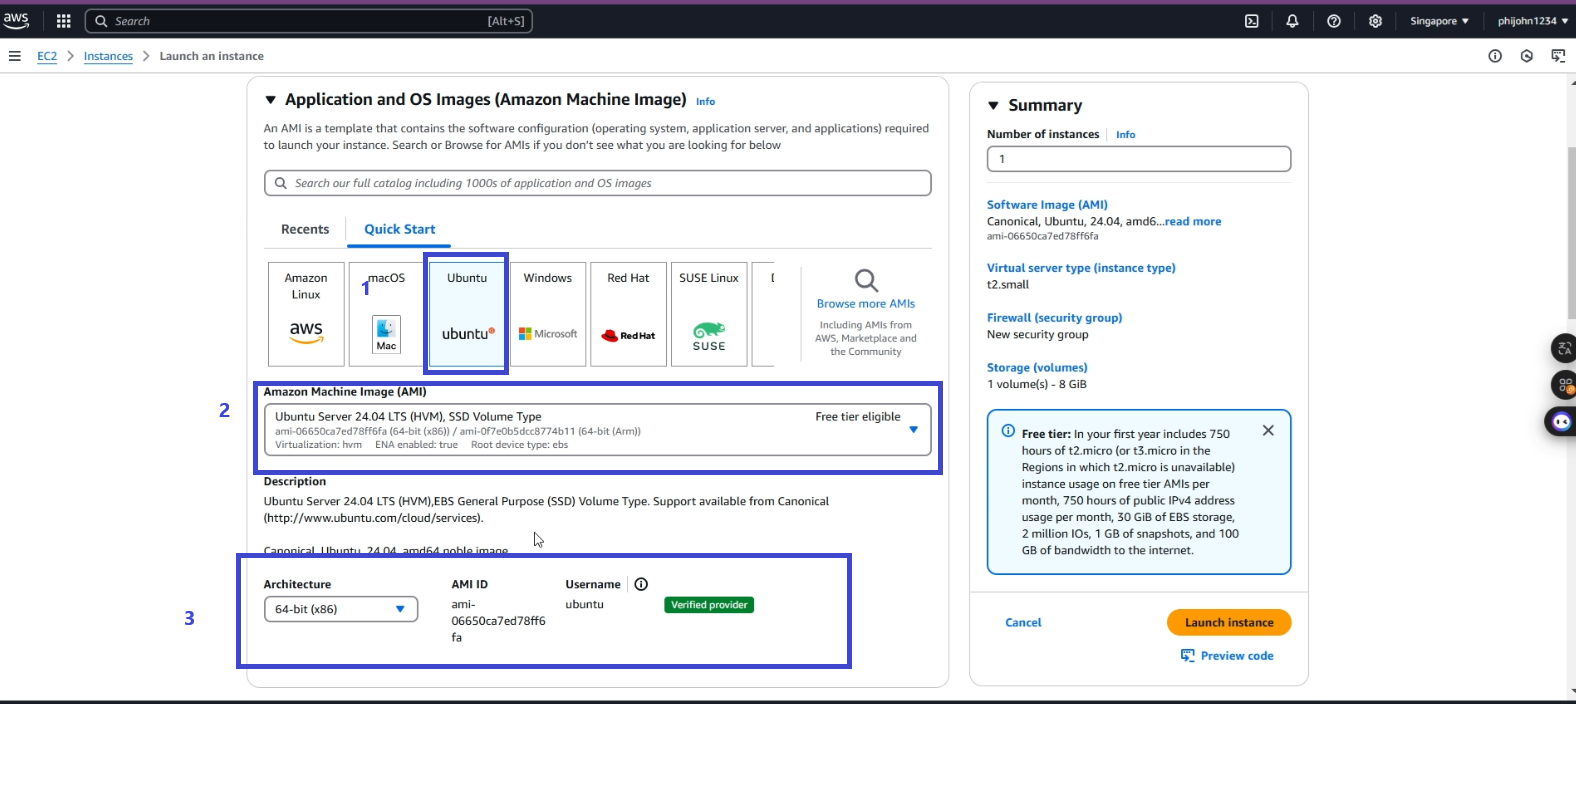 aws
Search
[Alt+S]
Singapore
phijohn1234
EC2
Instances
Launch an instance
Application and OS Images (Amazon Machine Image) Info
An AMI is a template that contains the software configuration (operating system, application server, and applications) required
to launch your instance. Search or Browse for AMIs if you don't see what you are looking for below
Search our full catalog including 1000s of application and OS images
Recents
Quick Start
Amazon
Linux
aws
macOS
Mac
1
Ubuntu
ubuntu
Windows
Microsoft
Red Hat
RedHat
SUSE Linux
SUSE
Browse more AMIs
Including AMIs from
AWS, Marketplace and
the Community
2
Amazon Machine Image (AMI)
Ubuntu Server 24.04 LTS (HVM), SSD Volume Type
Free tier eligible
ami-06650ca7ed78ff6fa (64-bit (x86)) / ami-0f7e0b5dcc8774b11 (64-bit (Arm))
Virtualization: hvm ENA enabled: true Root device type: ebs
Description
Ubuntu Server 24.04 LTS (HVM),EBS General Purpose (SSD) Volume Type. Support available from Canonical
(http://www.ubuntu.com/cloud/services).
Canonical, Ubuntu, 24.04, amd64 noble image
3
Architecture
64-bit (x86)
AMI ID
ami-
06650ca7ed78ff6
fa
Username
ubuntu
Verified provider
Summary
Number of instances Info
1
Software Image (AMI)
Canonical, Ubuntu, 24.04, amd6...read more
ami-06650ca7ed78ff6fa
Virtual server type (instance type)
t2.small
Firewall (security group)
New security group
Storage (volumes)
1 volume(s) - 8 GiB
Free tier: In your first year includes 750
hours of t2.micro (or t3.micro in the
Regions in which t2.micro is unavailable)
instance usage on free tier AMIs per
month, 750 hours of public IPv4 address
usage per month, 30 GiB of EBS storage,
2 million IOs, 1 GB of snapshots, and 100
GB of bandwidth to the internet.
Cancel
Launch instance
Preview code